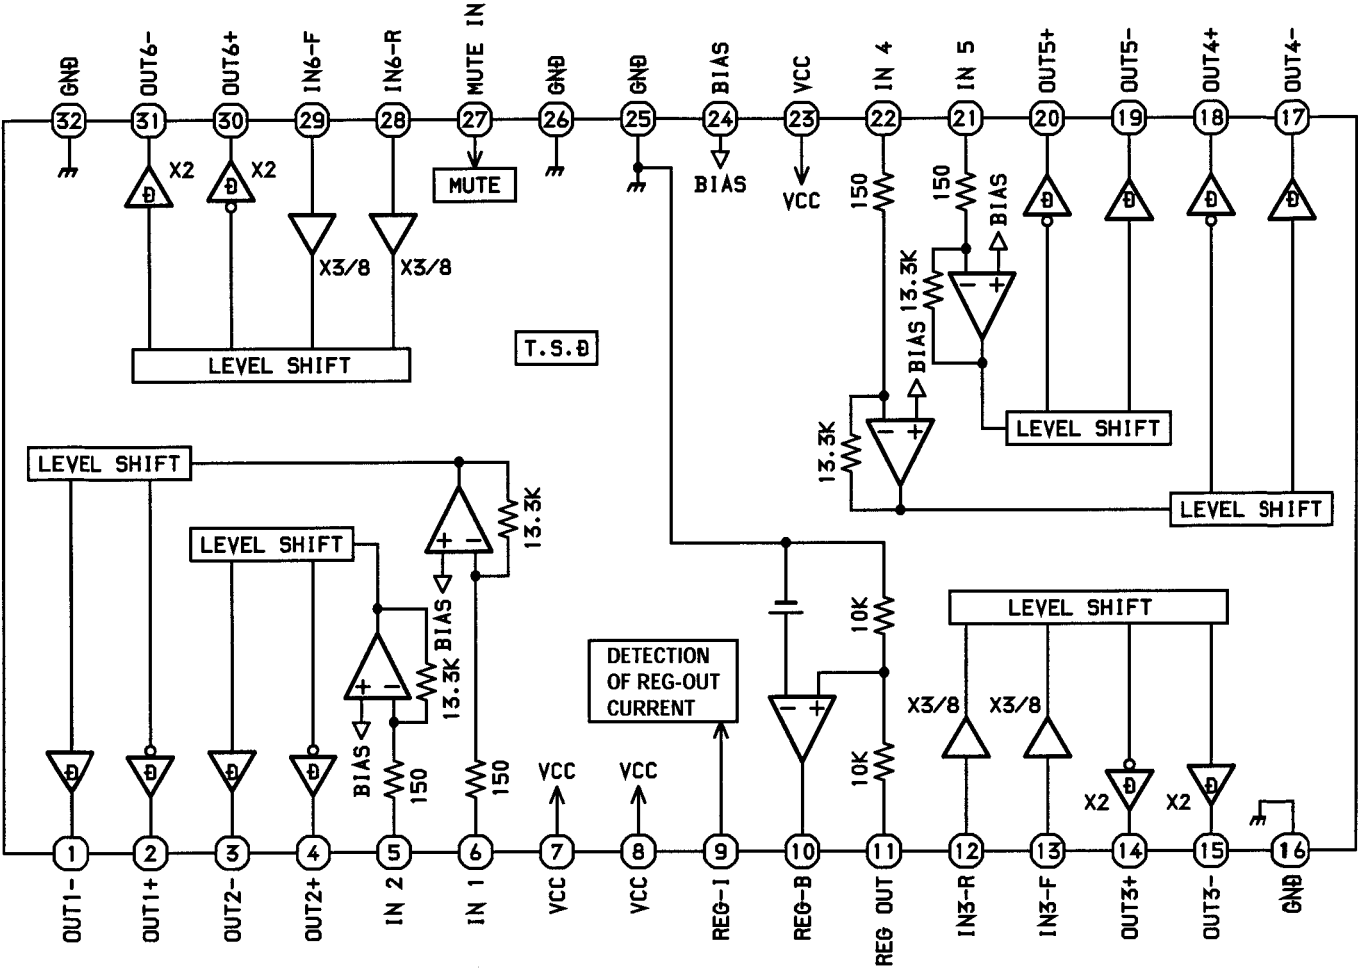 GND
OUT6-
OUT6+
IN6-F
IN6-R
MUTE IN
GND
GND
BIAS
VCC
IN 4
IN 5
OUT5+
OUT5-
OUT4+
OUT4-
32
31
30
29
28
27
26
25
24
23
22
21
20
19
18
17
X2
X2
D
D
MUTE
BIAS
VCC
150
150
BIAS
D
D
D
D
X3/8
X3/8
13.3K
- +
LEVEL SHIFT
T.S.D
BIAS
LEVEL SHIFT
13.3K
- +
LEVEL SHIFT
LEVEL SHIFT
13.3K
+ -
LEVEL SHIFT
BIAS
13.3K
+ -
BIAS
150
150
D
D
D
D
VCC
VCC
DETECTION
OF REG-OUT
CURRENT
10K
- +
10K
LEVEL SHIFT
X3/8
X3/8
X2
D
X2
D
1
2
3
4
5
6
7
8
9
10
11
12
13
14
15
16
OUT1-
OUT1+
OUT2-
OUT2+
IN 2
IN 1
VCC
VCC
REG-I
REG-B
REG OUT
IN3-R
IN3-F
OUT3+
OUT3-
GND